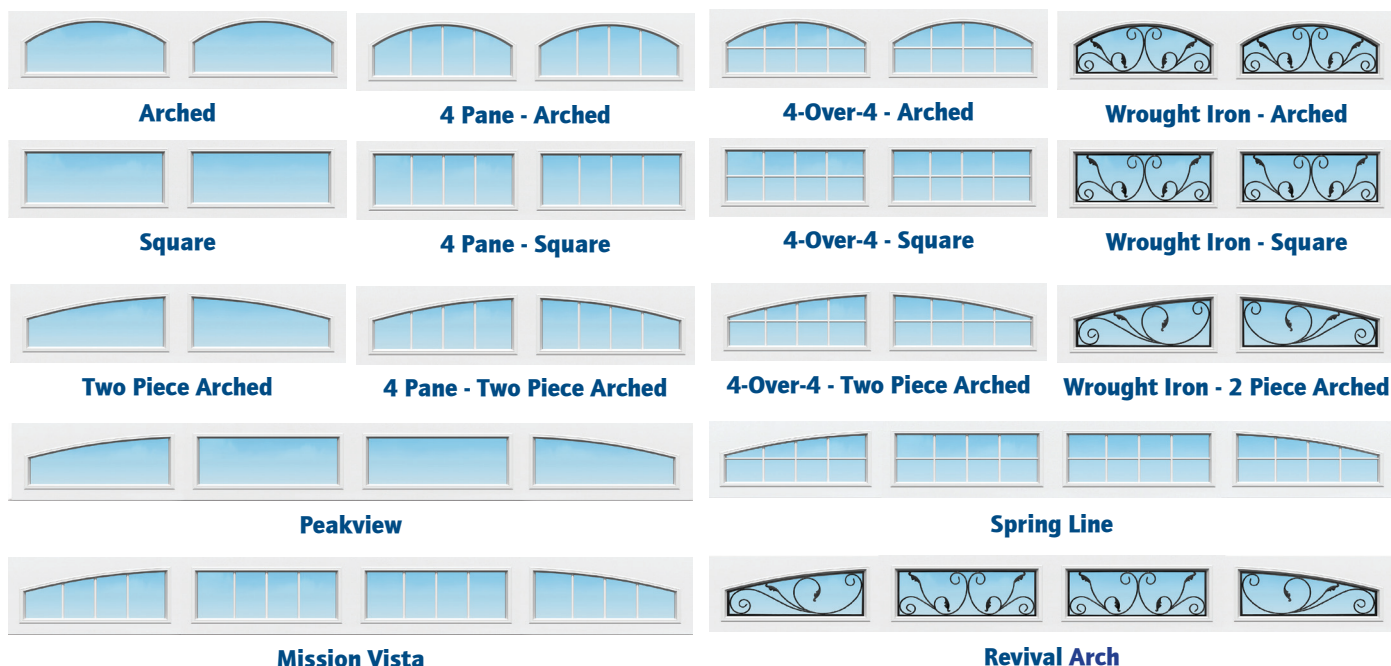 Arched
4 Pane - Arched
4-Over-4 - Arched
Wrought Iron - Arched
Square
4 Pane - Square
4-Over-4 - Square
Wrought Iron - Square
Two Piece Arched
4 Pane - Two Piece Arched
4-Over-4 - Two Piece Arched
Wrought Iron - 2 Piece Arched
Peakview
Spring Line
Mission Vista
Revival Arch